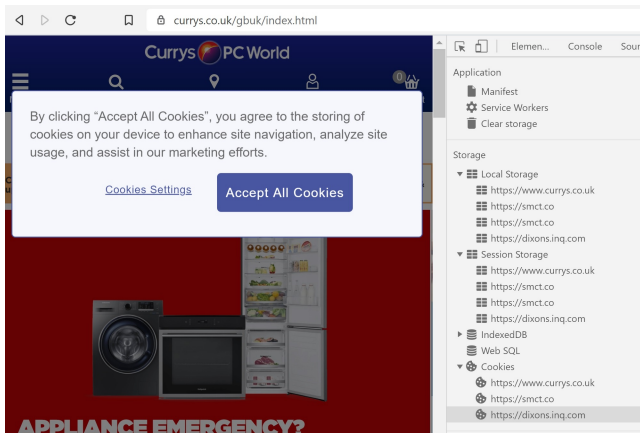 currys.co.uk/gbuk/index.html
Currys PC World
0
By clicking “Accept All Cookies”, you agree to the storing of
cookies on your device to enhance site navigation, analyze site
usage, and assist in our marketing efforts.
Cookies Settings
Accept All Cookies
APPLIANCE EMERGENCY?
Elemen...
Console
Sour
Application
Manifest
Service Workers
Clear storage
Storage
Local Storage
https://www.currys.co.uk
https://smct.co
https://smct.co
https://dixons.inq.com
Session Storage
https://www.currys.co.uk
https://smct.co
https://smct.co
https://dixons.inq.com
IndexedDB
Web SQL
Cookies
https://www.currys.co.uk
https://smct.co
https://dixons.inq.com